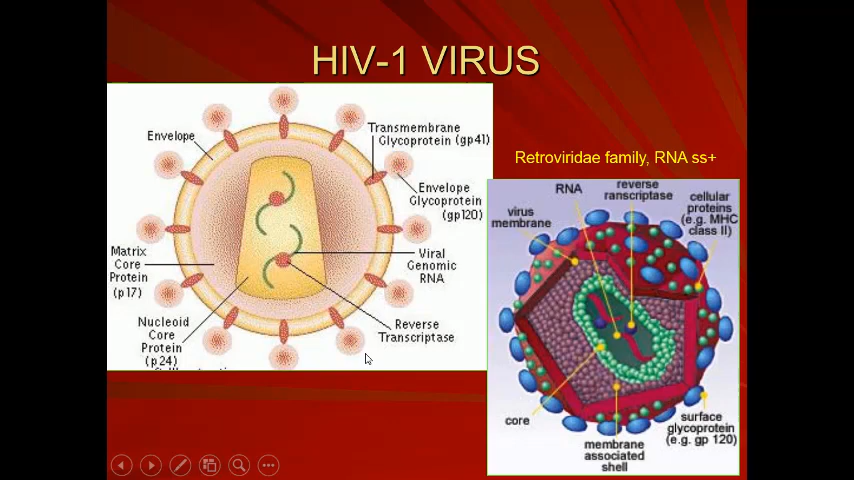 HIV-1 VIRUS
Envelope
Transmembrane
Glycoprotein (gp41)
Envelope
Glycoprotein
(gp120)
Matrix
Core
Protein
(p17)
Viral
Genomic
RNA
Nucleoid
Core
Protein
(p24)
Reverse
Transcriptase
Retroviridae family, RNA ss+
RNA
reverse
ranscriptase
virus
membrane
cellular
proteins
(e.g. MHC
class II)
core
membrane
associated
shell
surface
glycoprotein
(e.g. gp 120)